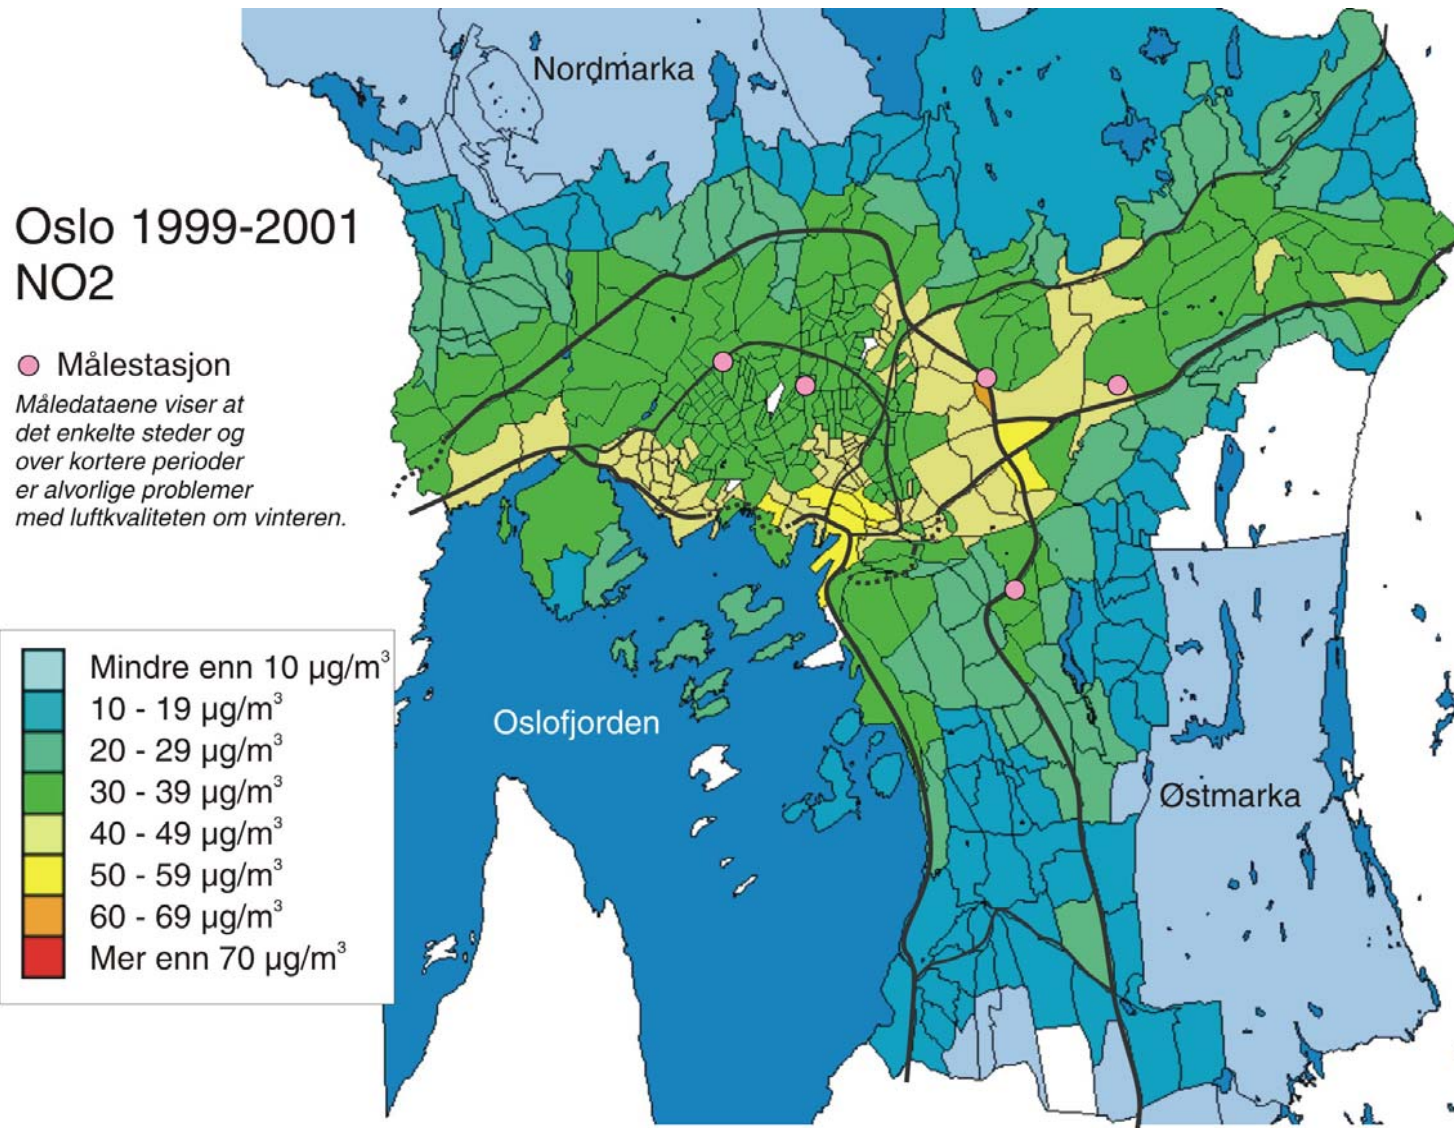 Nordmarka
Oslo 1999-2001
NO2
Målestasjon
Måledataene viser at
det enkelte steder og
over kortere perioder
er alvorlige problemer
med luftkvaliteten om vinteren.
Mindre enn 10 µg/m³
10 - 19 µg/m³
20 - 29 µg/m³
30 - 39 µg/m³
40 - 49 µg/m³
50 - 59 µg/m³
60 - 69 µg/m³
Mer enn 70 µg/m³
Oslofjorden
Østmarka